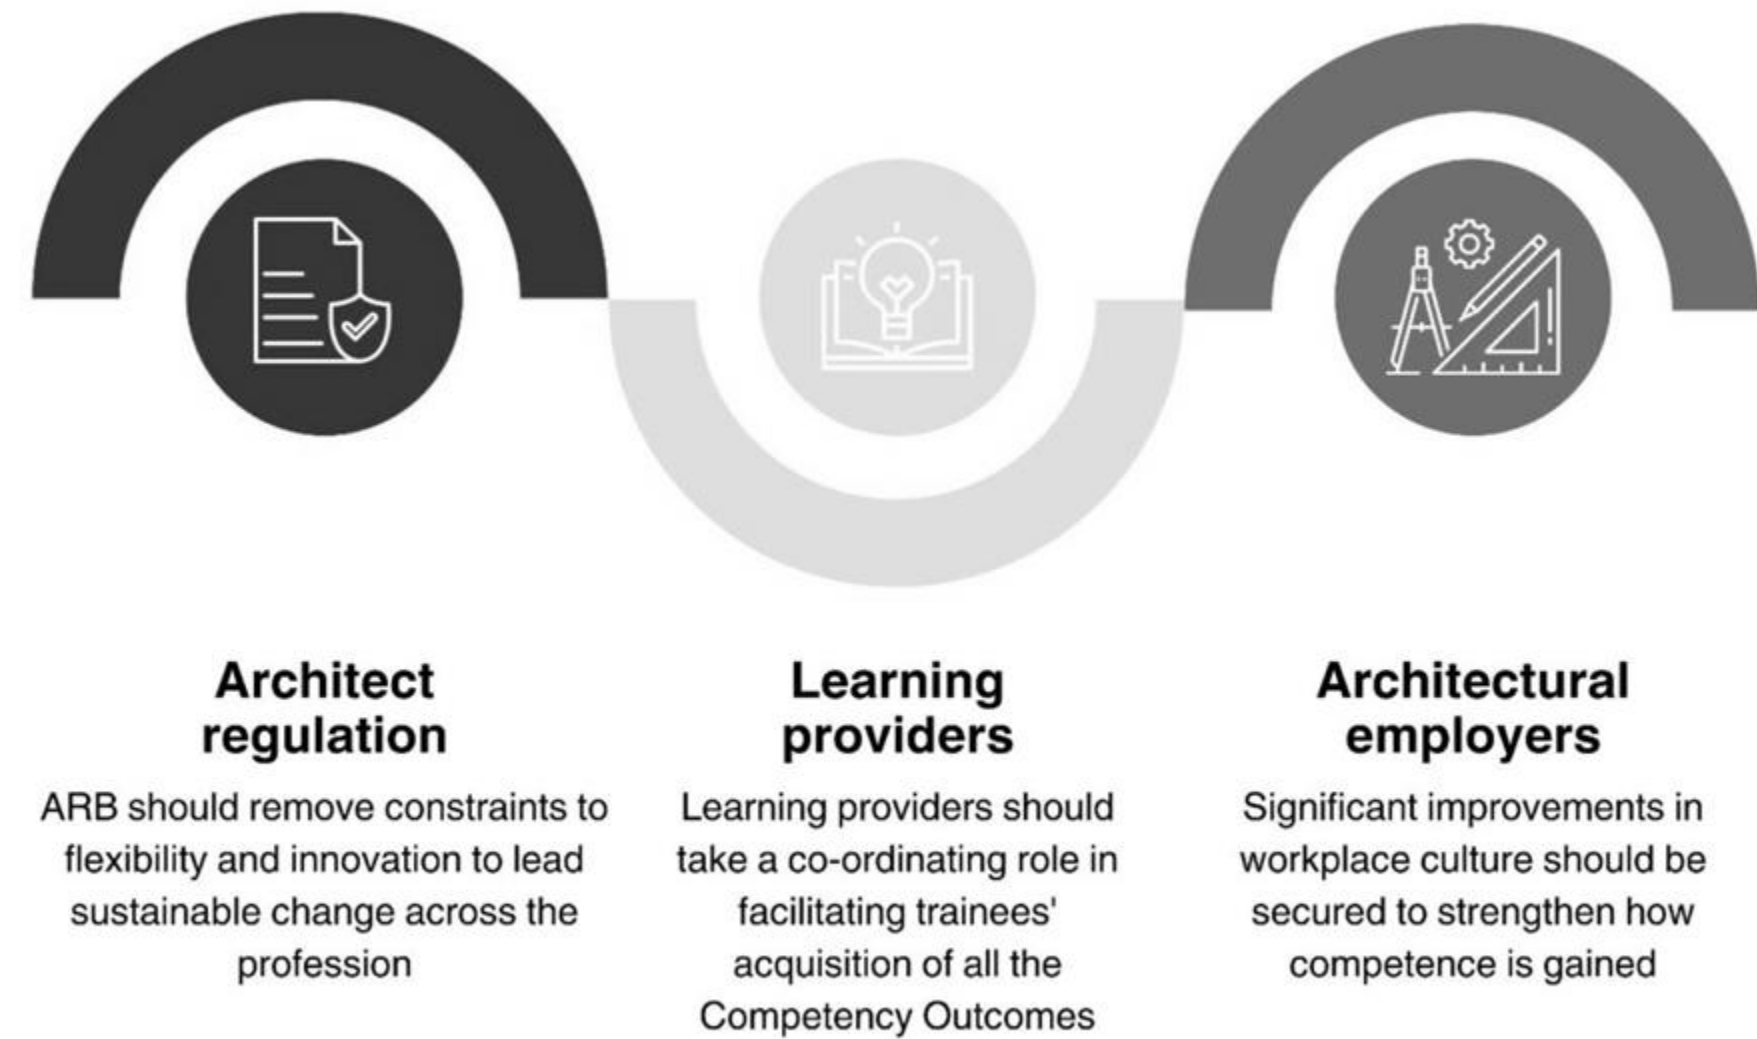 Architect
regulation
ARB should remove constraints to
flexibility and innovation to lead
sustainable change across the
profession
Learning
providers
Learning providers should
take a co-ordinating role in
facilitating trainees'
acquisition of all the
Competency Outcomes
Architectural
employers
Significant improvements in
workplace culture should be
secured to strengthen how
competence is gained